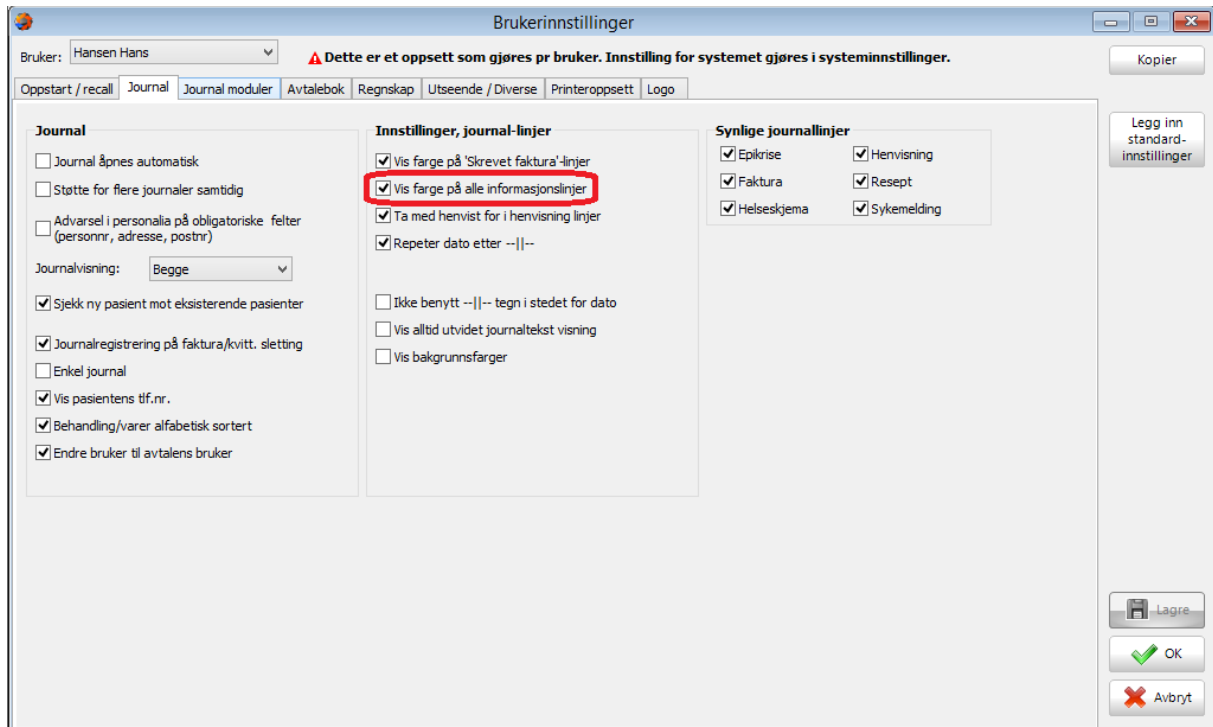 Brukerinnstillinger
Bruker: Hansen Hans
Dette er et oppsett som gjøres pr bruker. Innstilling for systemet gjøres i systeminnstillinger.
Kopier
Oppstart / recall Journal Journal moduler Avtalebok Regnskap Utseende / Diverse Printeroppsett Logo
Legg inn
standard-
innstillinger
Journal
Journal åpnes automatisk
Støtte for flere journaler samtidig
Advarsel i personalia på obligatoriske felter
(personnr, adresse, postnr)
Journalvisning: Begge
Sjekk ny pasient mot eksisterende pasienter
Journalregistrering på faktura/kvitt. sletting
Enkel journal
Vis pasientens tlf.nr.
Behandling/varer alfabetisk sortert
Endre bruker til avtalens bruker
Innstillinger, journal-linjer
Vis farge på 'Skrevet faktura'-linjer
Vis farge på alle informasjonslinjer
Ta med henvist for i henvisning linjer
Repeter dato etter --||--
Ikke benytt --||-- tegn i stedet for dato
Vis alltid utvidet journaltekst visning
Vis bakgrunnsfarger
Synlige journallinjer
Epikrise Henvisning
Faktura Resept
Helseskjema Sykemelding
Lagre
OK
Avbryt